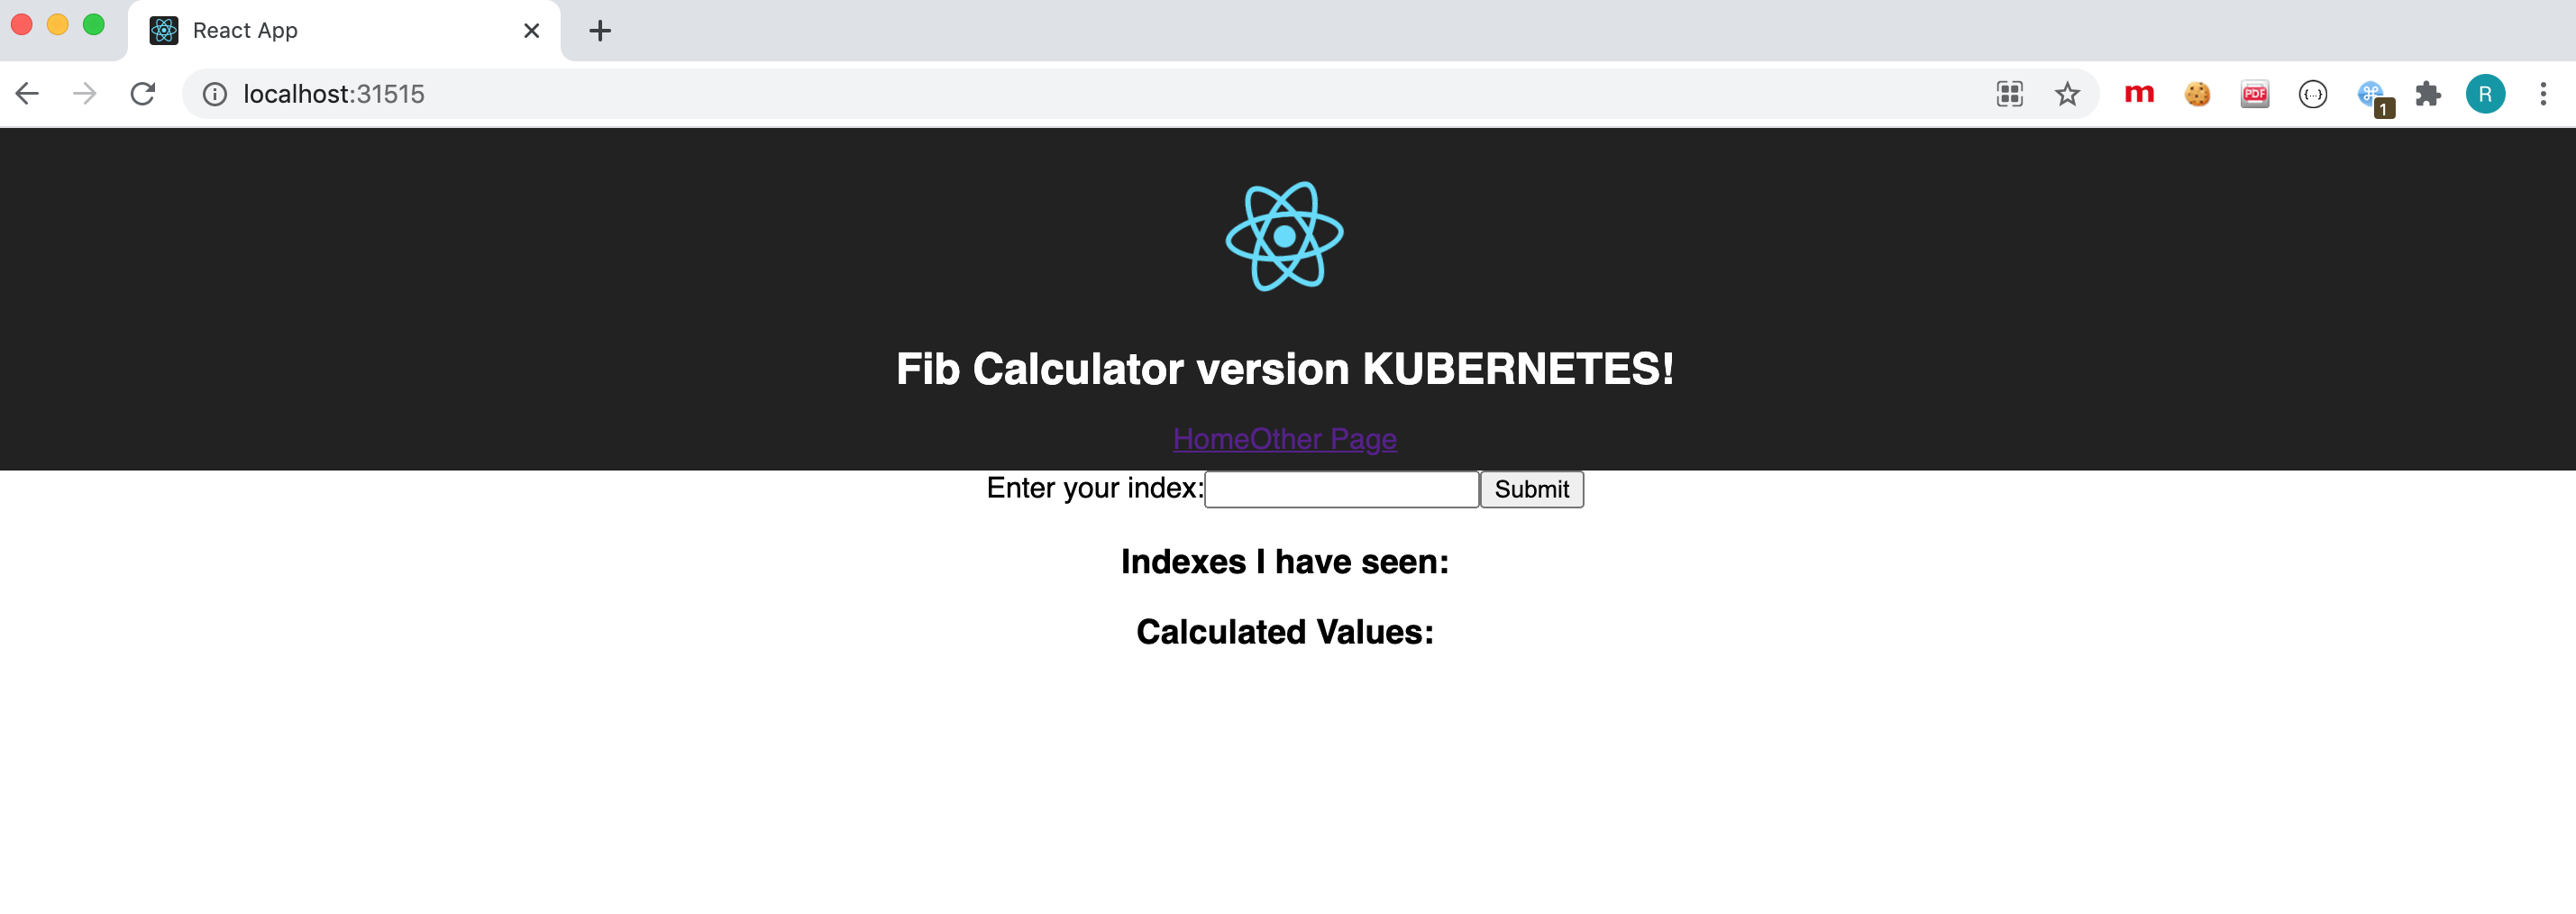 React App
localhost:31515
m
PDF
{...}
⌘
1
R
Fib Calculator version KUBERNETES!
HomeOther Page
Enter your index: Submit
Indexes I have seen:
Calculated Values: